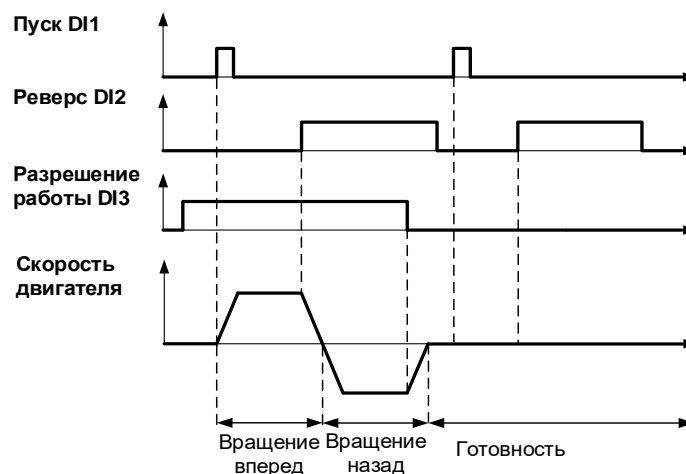 Пуск DI1
Реверс DI2
Разрешение
работы DI3
Скорость
двигателя
Вращение
вперед
Вращение
назад
Готовность